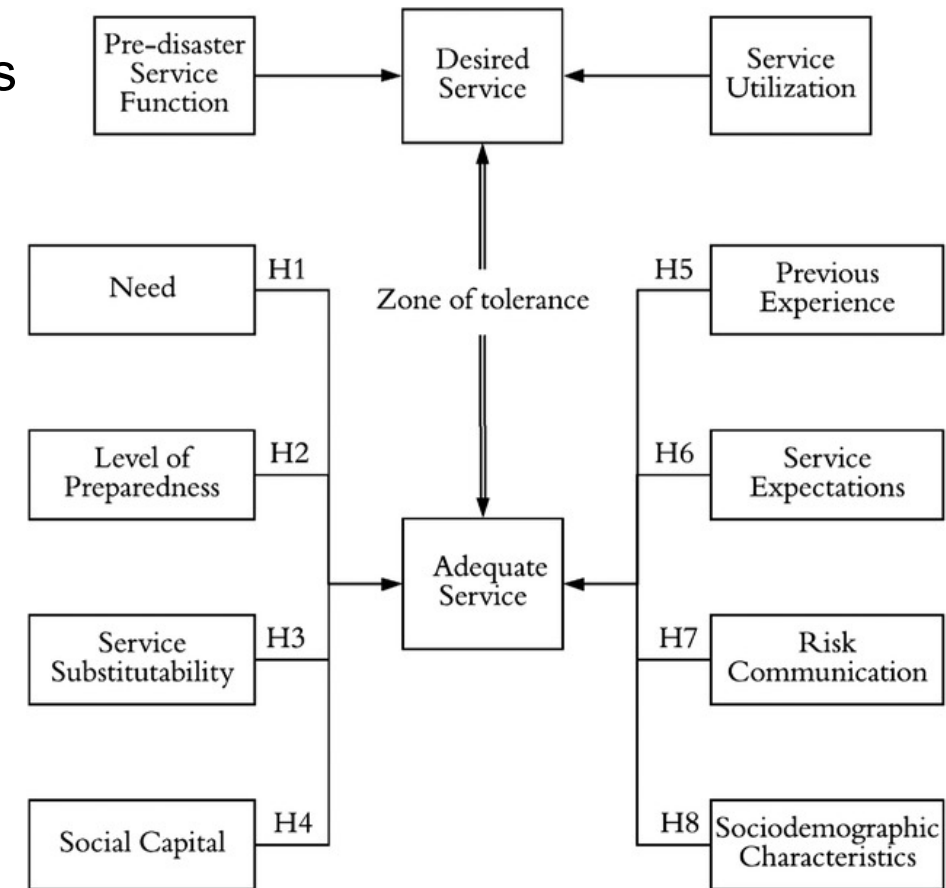 s
Pre-disaster
Service
Function
Desired
Service
Service
Utilization
Need
H1
Zone of tolerance
H5
Previous
Experience
Level of
Preparedness
H2
H6
Service
Expectations
Adequate
Service
Service
Substitutability
H3
H7
Risk
Communication
Social Capital
H4
H8
Sociodemographic
Characteristics